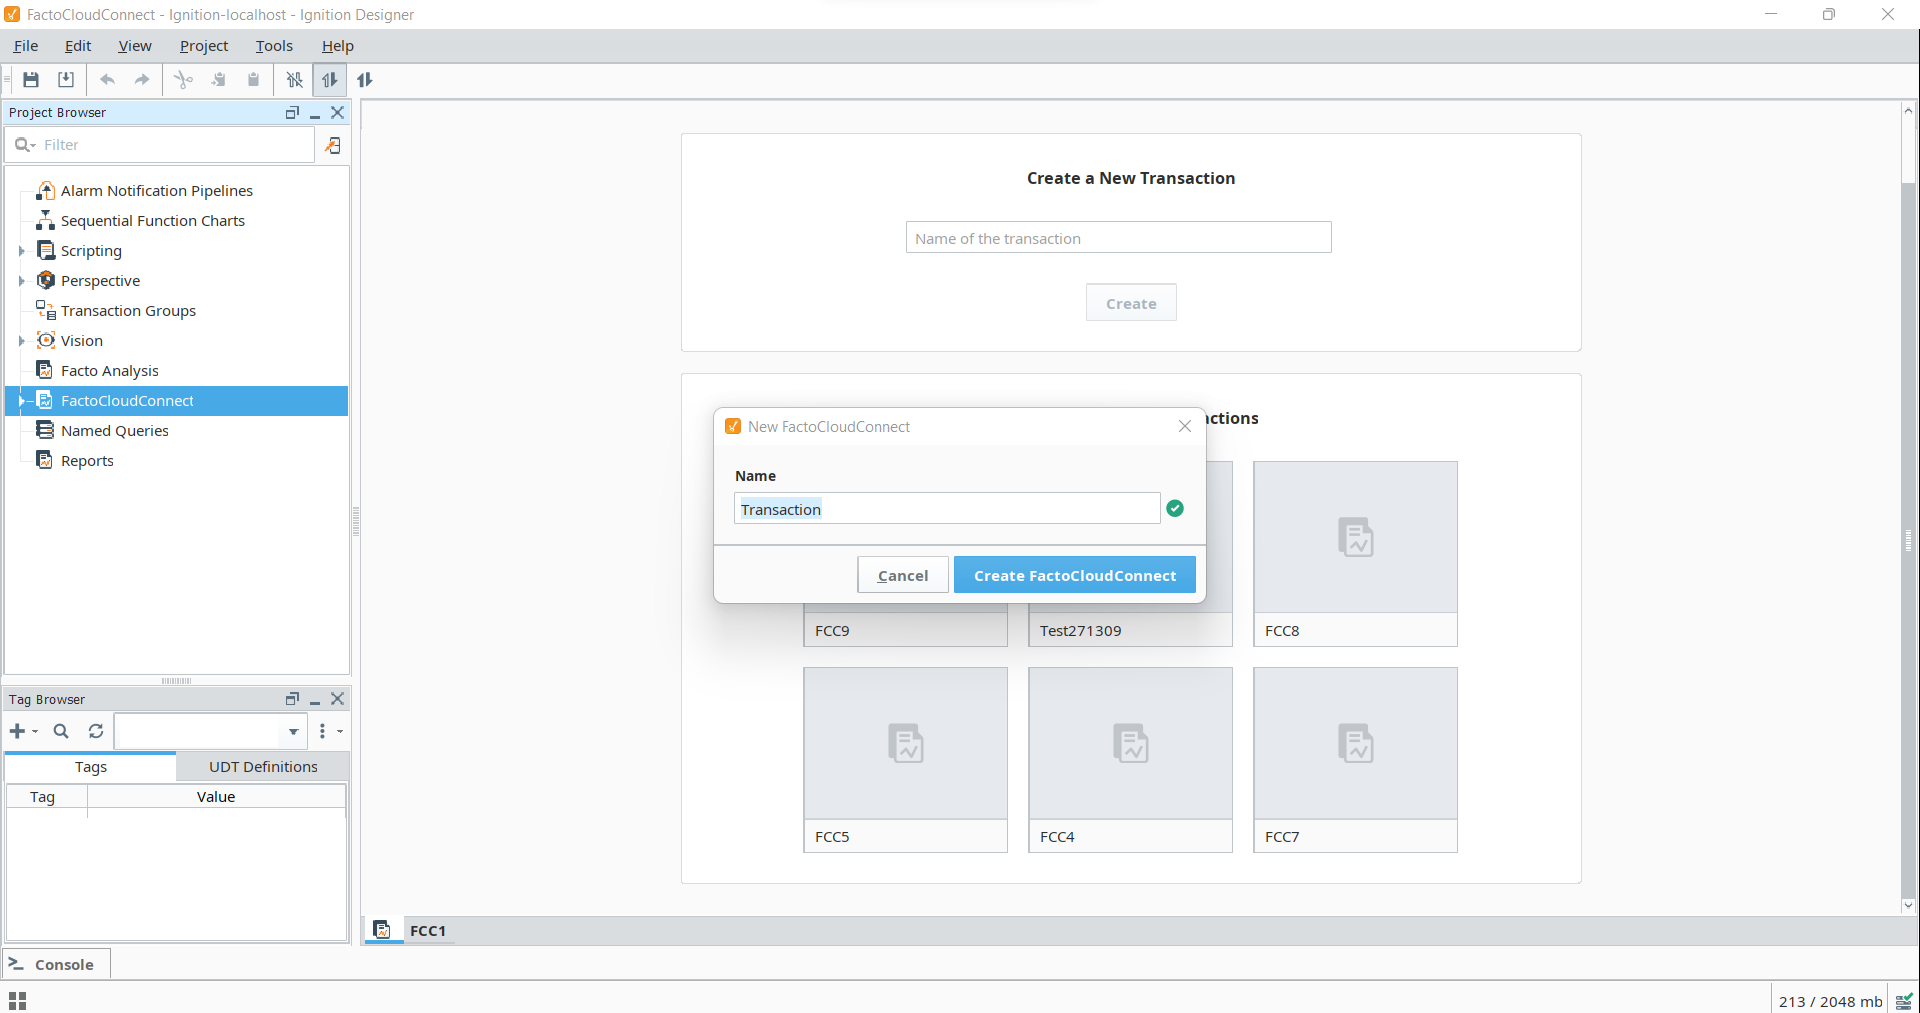 FactoCloudConnect - Ignition-localhost - Ignition Designer
File Edit View Project Tools Help
Project Browser
Filter
Alarm Notification Pipelines
Sequential Function Charts
Scripting
Perspective
Transaction Groups
Vision
Facto Analysis
FactoCloudConnect
Named Queries
Reports
Tag Browser
Tags UDT Definitions
Tag Value
Create a New Transaction
Name of the transaction
Create
ctions
New FactoCloudConnect
Name
Transaction
Cancel Create FactoCloudConnect
FCC9 Test271309 FCC8
FCC5 FCC4 FCC7
FCC1
Console
213 / 2048 mb